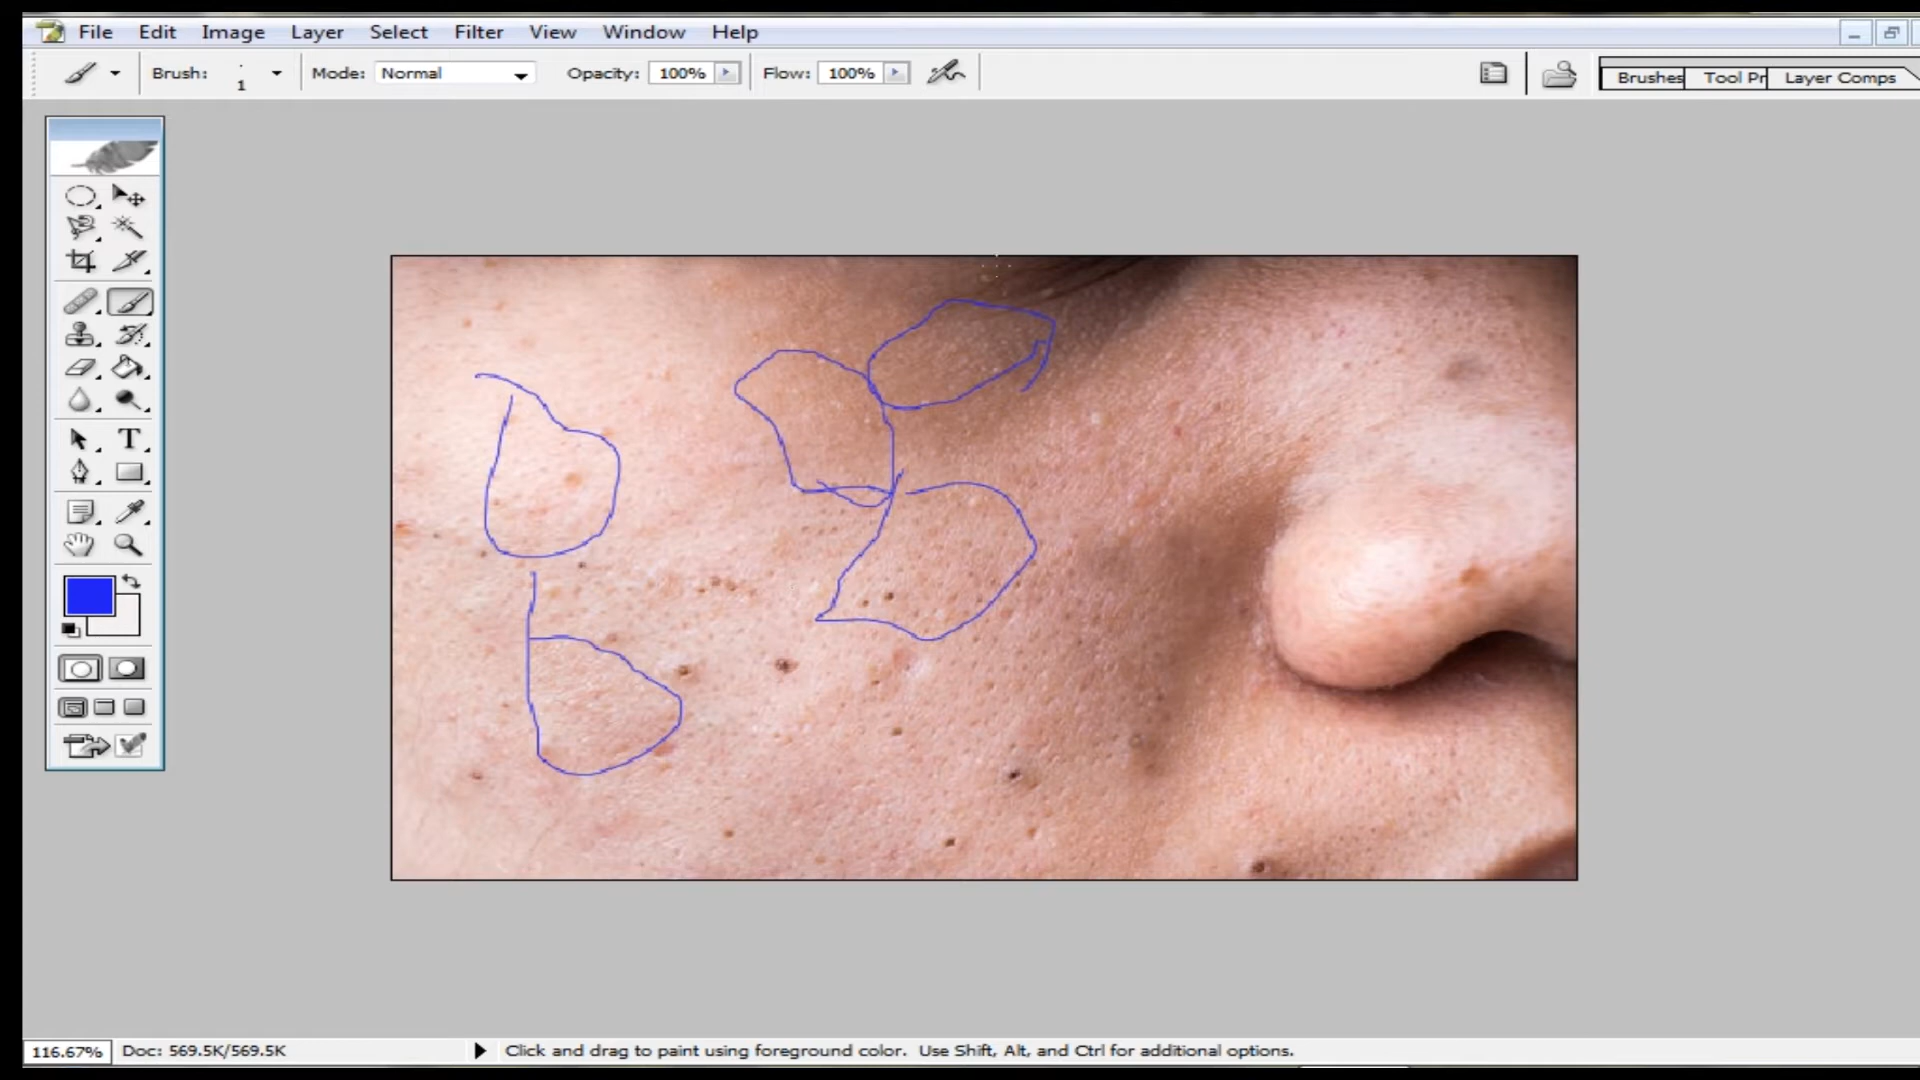 File Edit Image Layer Select Filter View Window Help
Brush: 1 Mode: Normal Opacity: 100% Flow: 100% Brushes Tool Pr Layer Comps
T
116.67% Doc: 569.5K/569.5K Click and drag to paint using foreground color. Use Shift, Alt, and Ctrl for additional options.